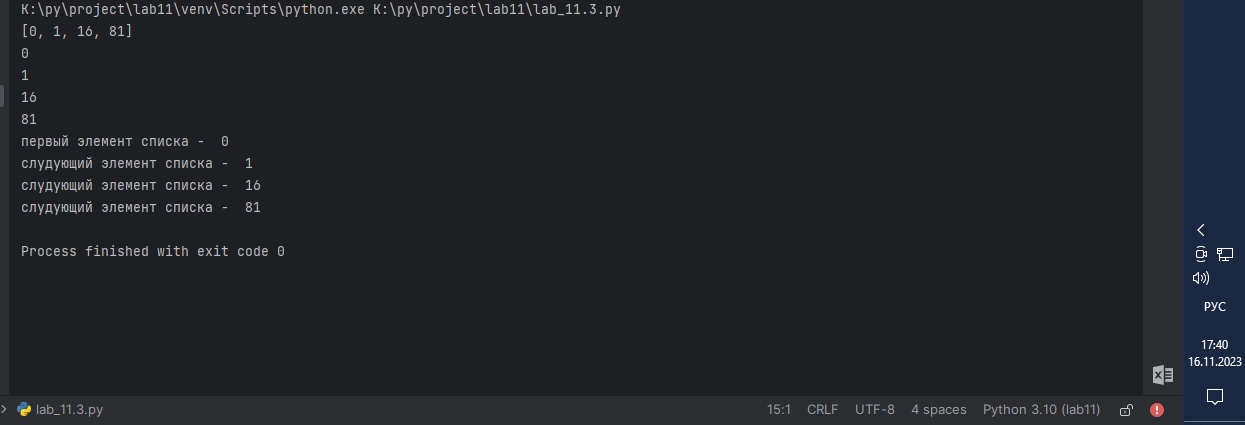 K:\py\project\lab11\venv\Scripts\python.exe K:\py\project\lab11\lab_11.3.py
[0, 1, 16, 81]
0
1
16
81
первый элемент списка -  0
слудующий элемент списка -  1
слудующий элемент списка -  16
слудующий элемент списка -  81
Process finished with exit code 0
РУС
17:40
16.11.2023
lab_11.3.py
15:1 CRLF UTF-8 4 spaces Python 3.10 (lab11)